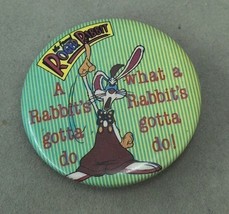 ROGER RABBIT
A
Rabbit's
gotta
do
what a
Rabbit's
gotta
do!